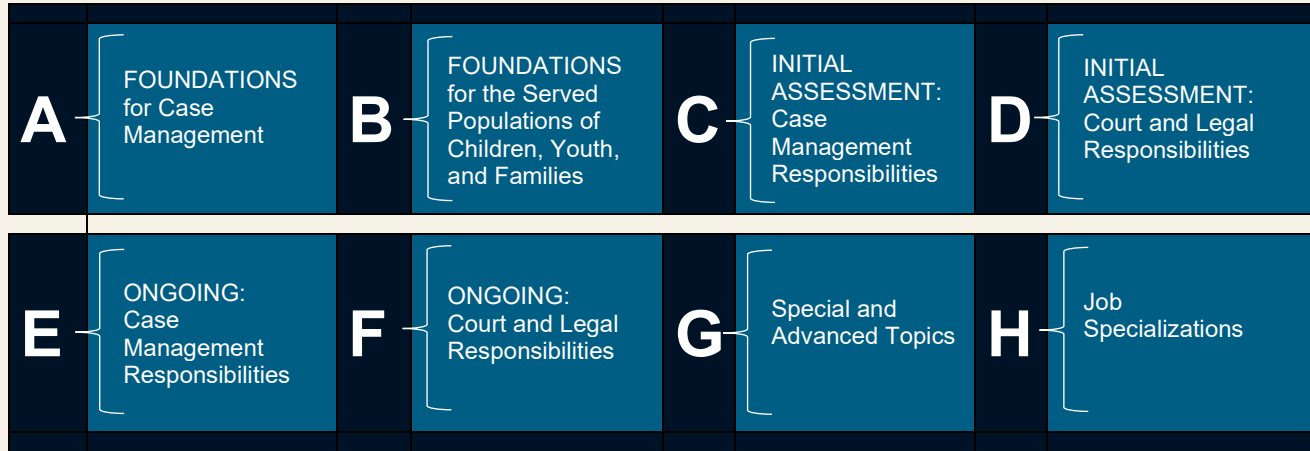 A
FOUNDATIONS
for Case
Management
B
FOUNDATIONS
for the Served
Populations of
Children, Youth,
and Families
C
INITIAL
ASSESSMENT:
Case
Management
Responsibilities
D
INITIAL
ASSESSMENT:
Court and Legal
Responsibilities
E
ONGOING:
Case
Management
Responsibilities
F
ONGOING:
Court and Legal
Responsibilities
G
Special and
Advanced Topics
H
Job
Specializations